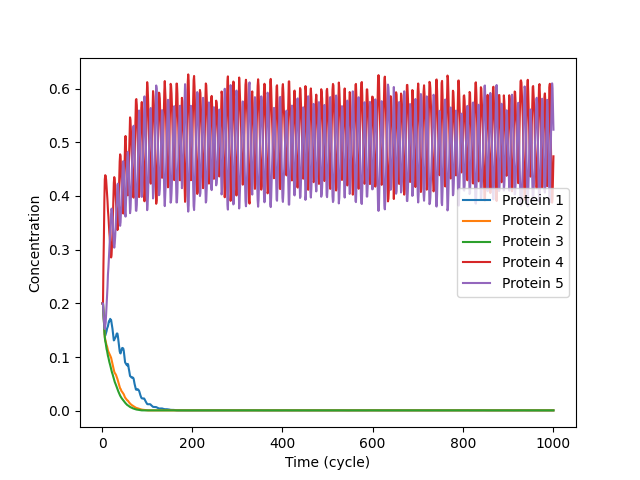 0.6
0.5
0.4
0.3
0.2
0.1
0.0
Concentration
Protein 1
Protein 2
Protein 3
Protein 4
Protein 5
0 200 400 600 800 1000
Time (cycle)